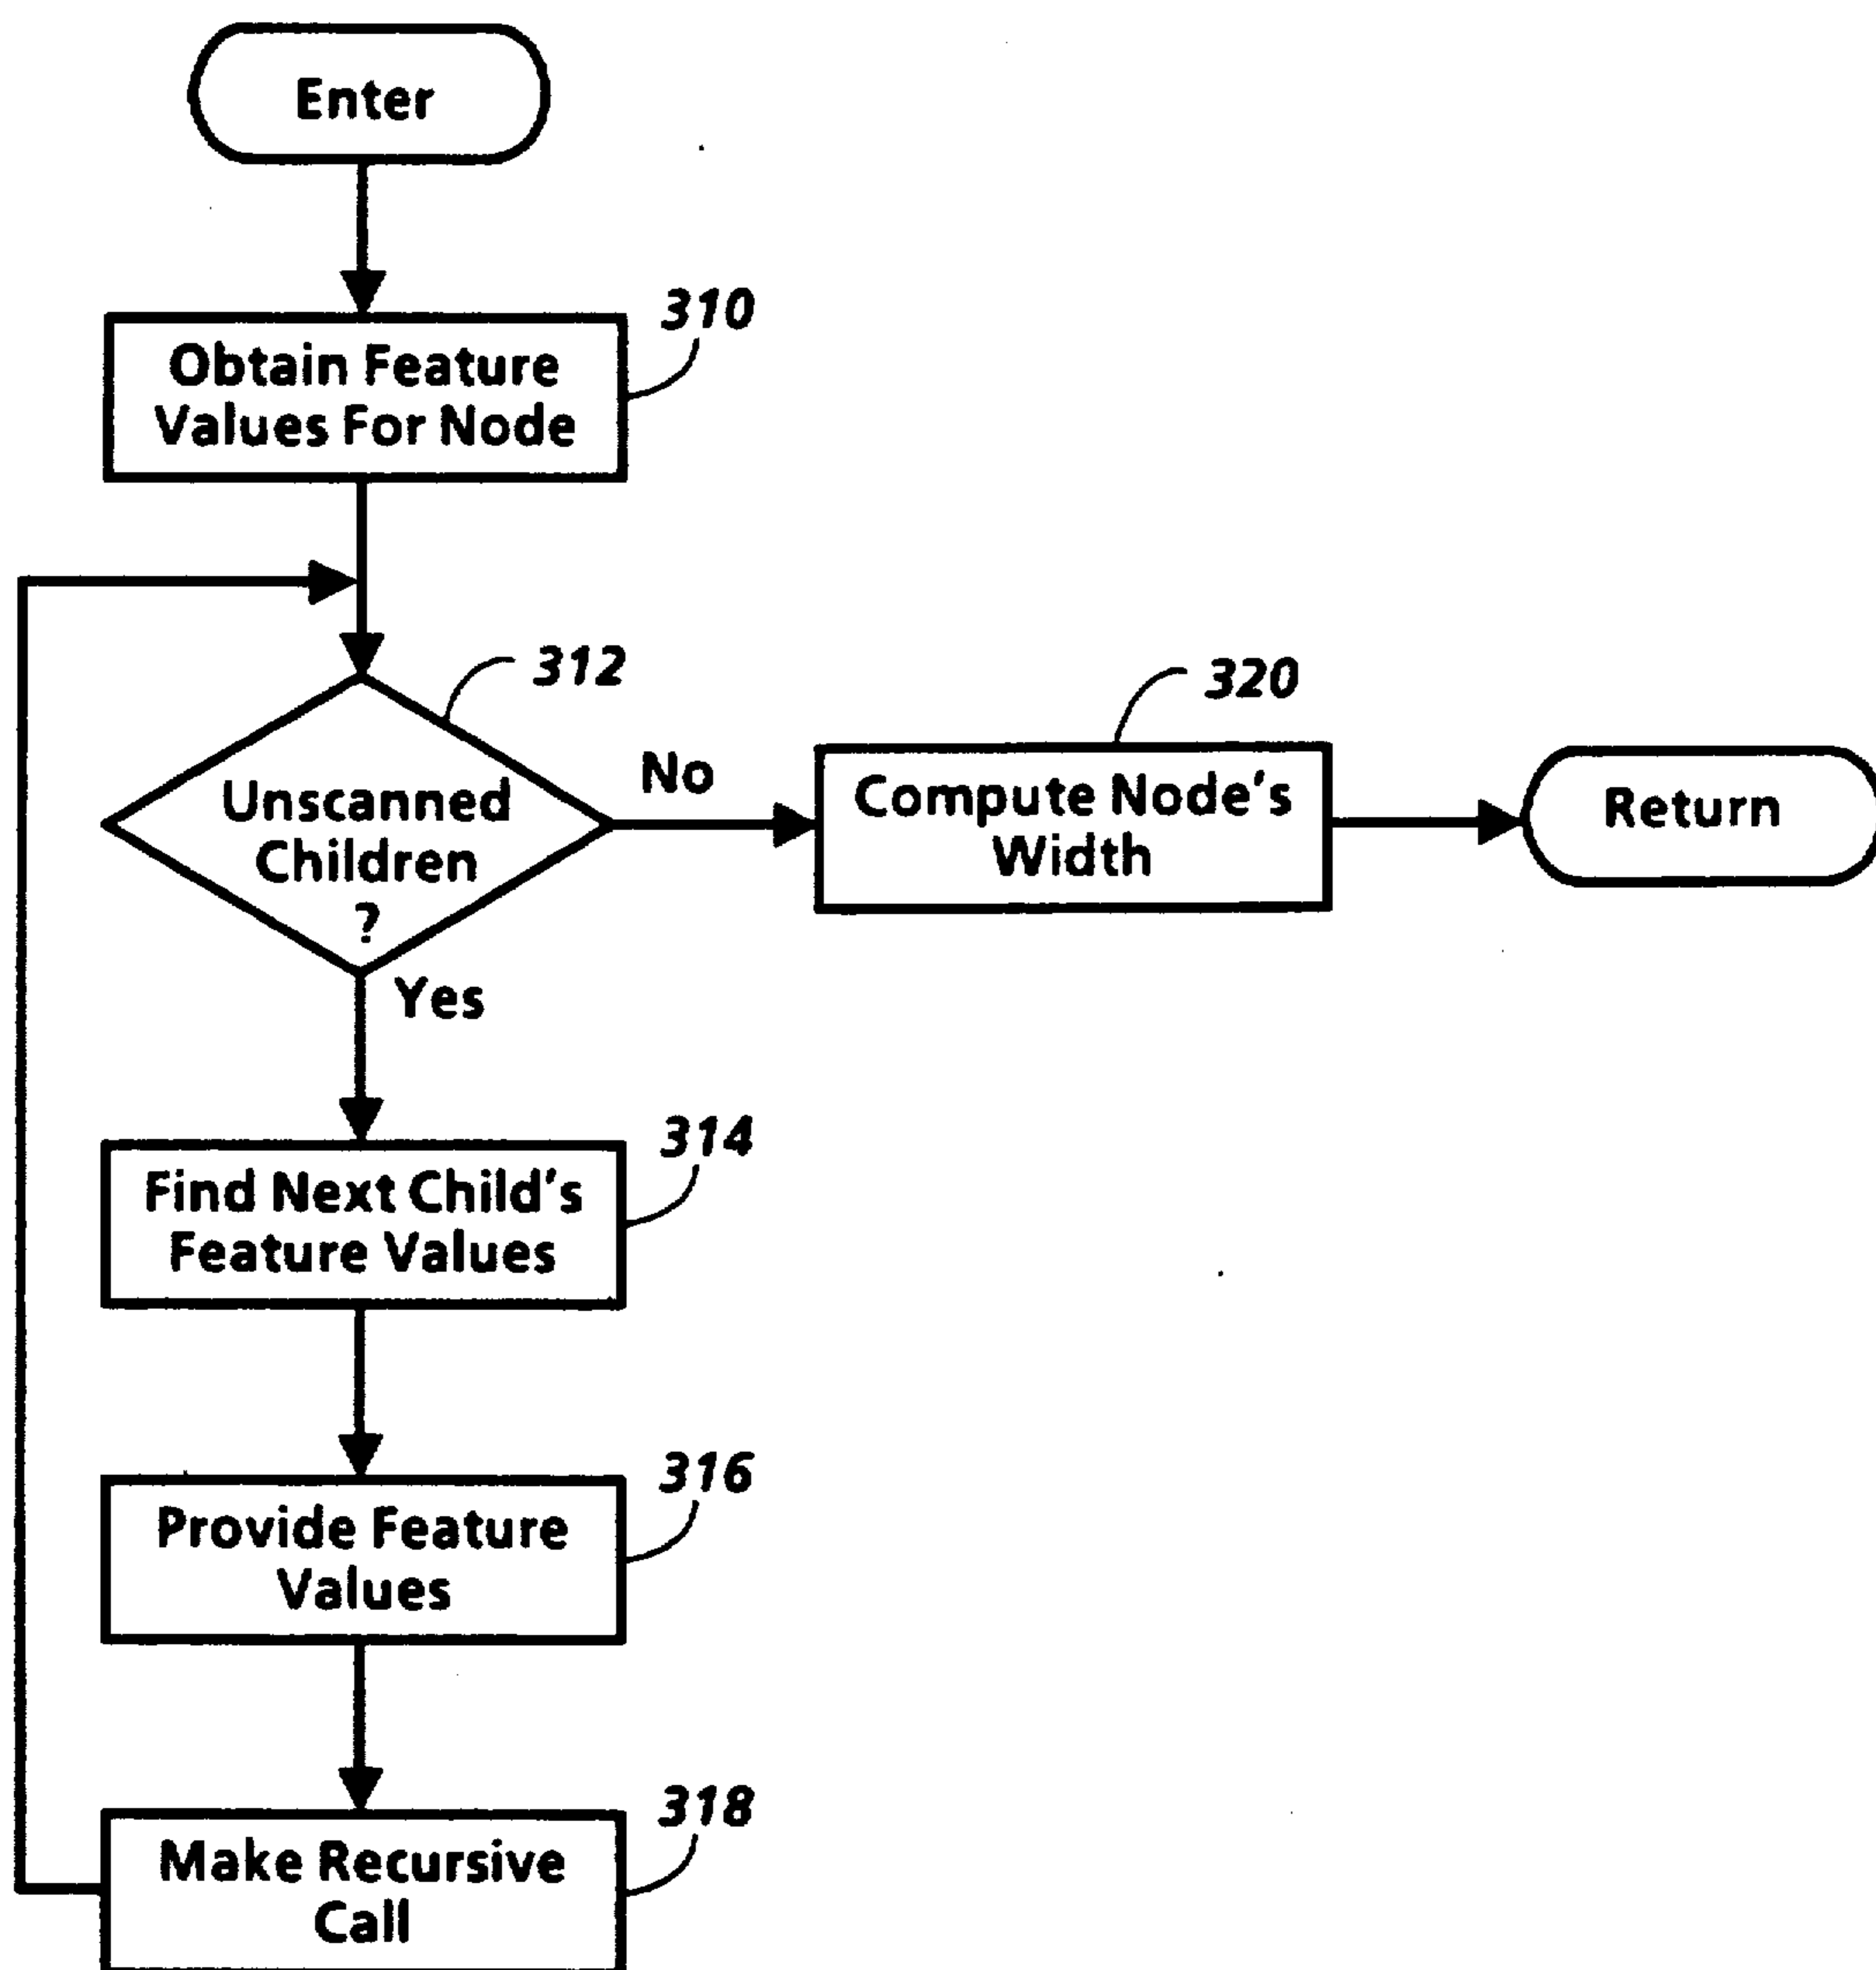 Enter
310
Obtain Feature
Values For Node
312
Unscanned
Children
?
No
Yes
320
Compute Node's
Width
Return
314
Find Next Child's
Feature Values
316
Provide Feature
Values
318
Make Recursive
Call